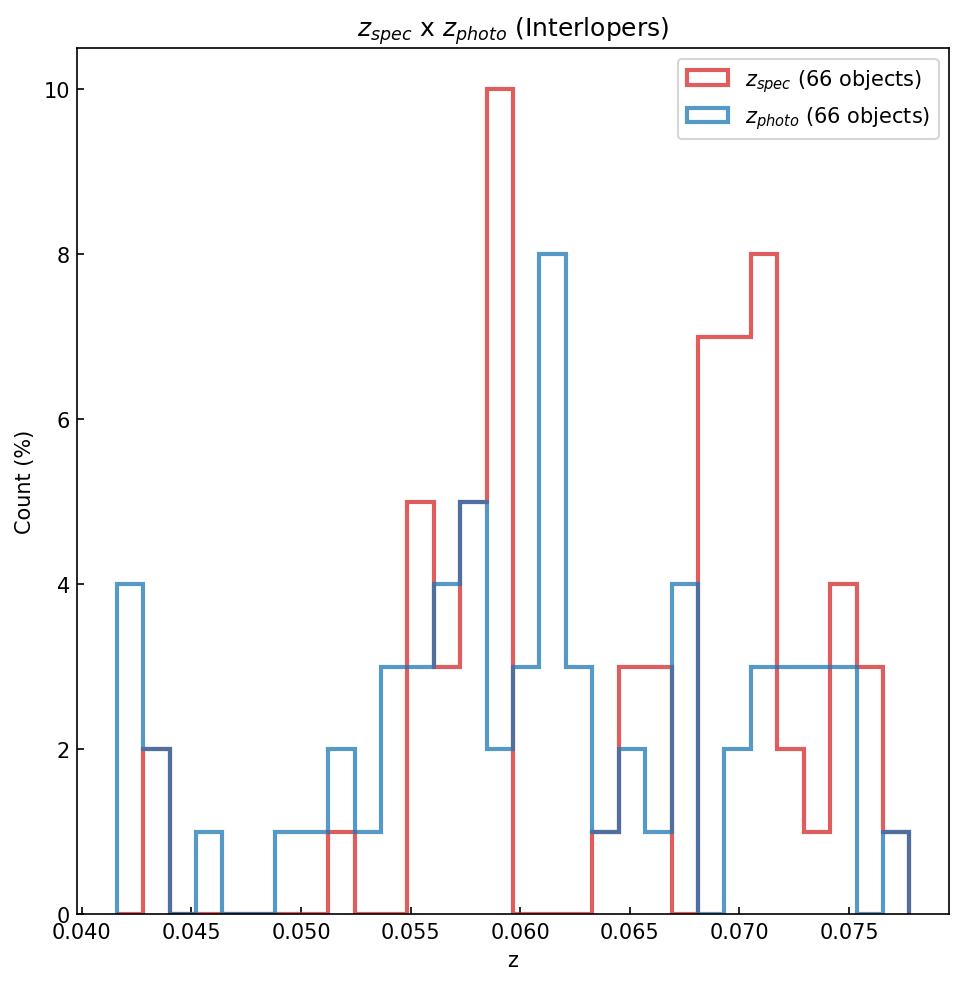 z_spec x z_photo (Interlopers)
z_spec (66 objects)
z_photo (66 objects)
Count (%)
10
8
6
4
2
0
0.040 0.045 0.050 0.055 0.060 0.065 0.070 0.075
z